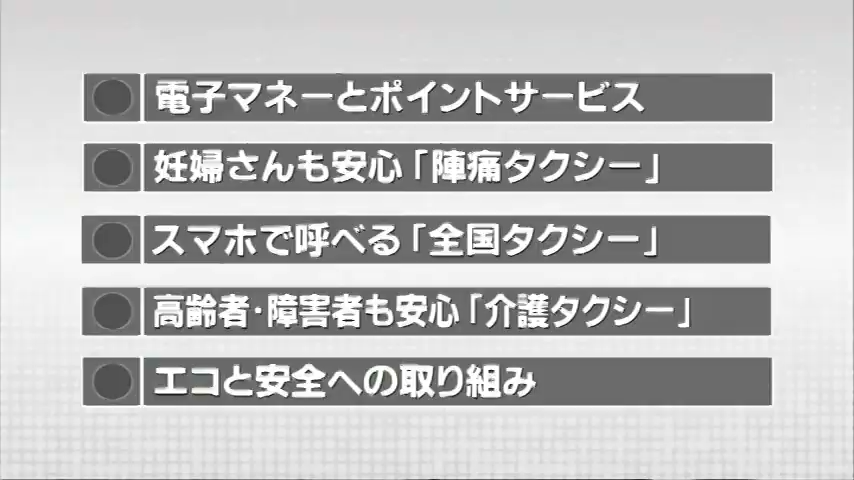 電子マネーとポイントサービス
妊婦さんも安心「陣痛タクシー」
スマホで呼べる「全国タクシー」
高齢者・障害者も安心「介護タクシー」
エコと安全への取り組み